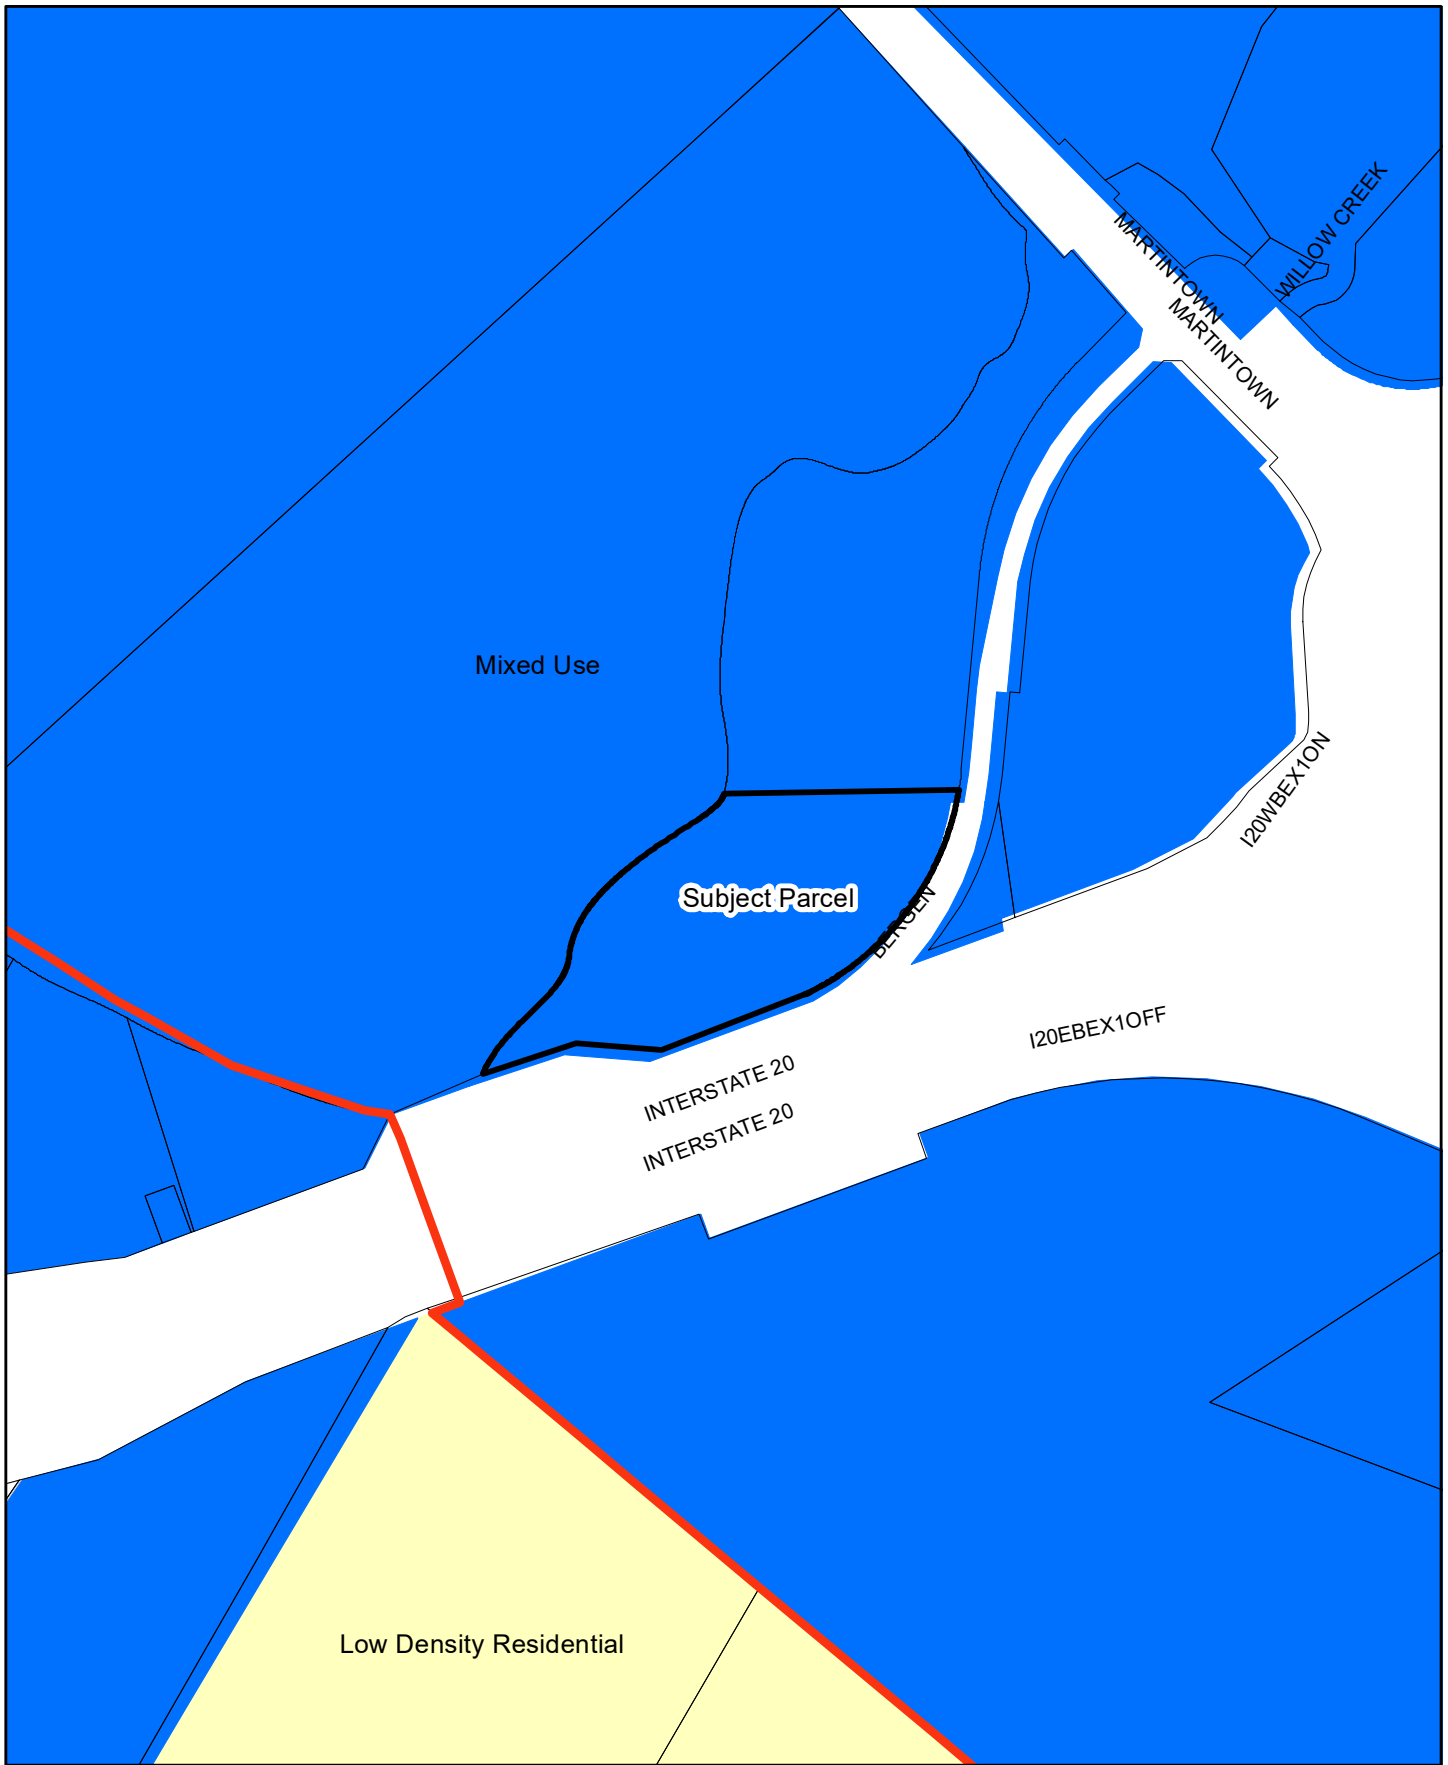 WILLOW CREEK
MARTINTOWN
MARTINTOWN
Mixed Use
I20WBEX1ON
Subject Parcel
BERGEN
I20EBEX1OFF
INTERSTATE 20
INTERSTATE 20
Low Density Residential